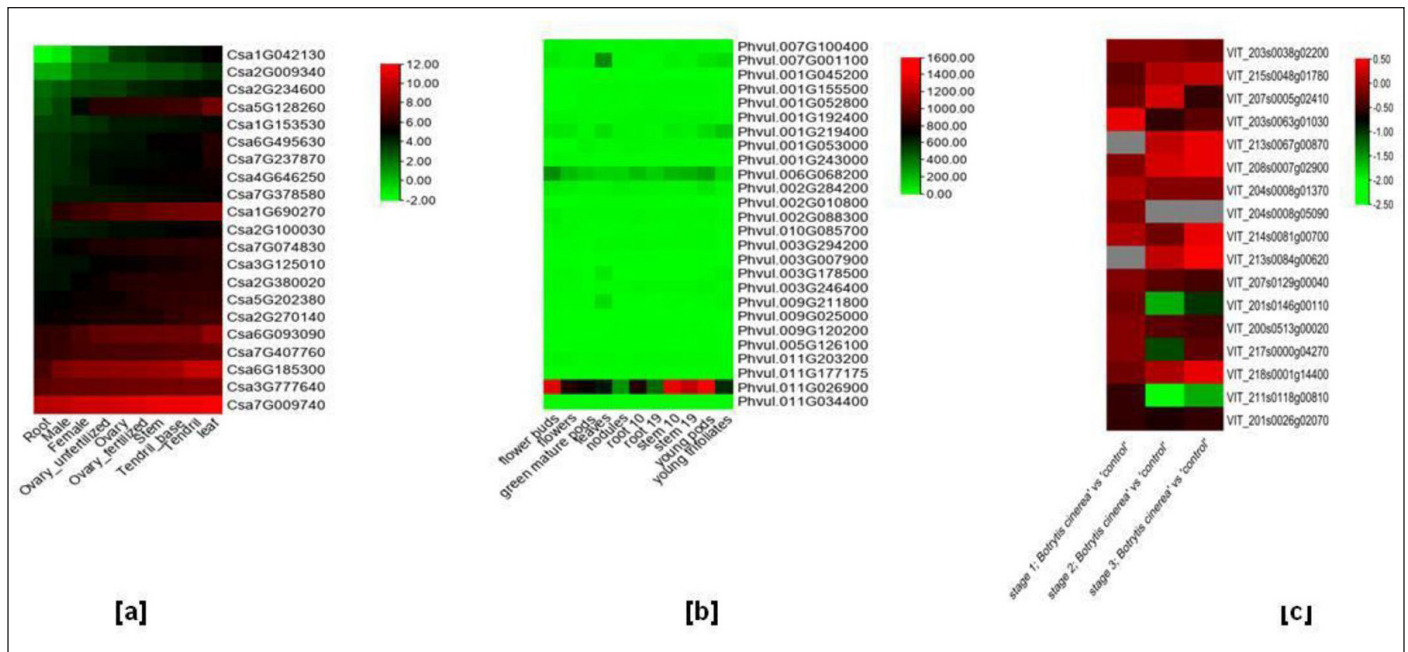 Csa1G042130
Csa2G009340
Csa2G234600
Csa5G128260
Csa1G153530
Csa6G495630
Csa7G237870
Csa4G646250
Csa7G378580
Csa1G690270
Csa2G100030
Csa7G074830
Csa3G125010
Csa2G380020
Csa5G202380
Csa2G270140
Csa6G093090
Csa7G407760
Csa6G185300
Csa3G777640
Csa7G009740
12.00
10.00
8.00
6.00
4.00
2.00
0.00
-2.00
Root
Male
Female
Ovary_unfertilized
Ovary
Ovary_fertilized
Stem
Tendril_base
Tendril
leaf
[a]
Phvul.007G100400
Phvul.007G001100
Phvul.001G045200
Phvul.001G155500
Phvul.001G052800
Phvul.001G192400
Phvul.001G219400
Phvul.001G053000
Phvul.001G243000
Phvul.006G068200
Phvul.002G284200
Phvul.002G010800
Phvul.002G088300
Phvul.010G085700
Phvul.003G294200
Phvul.003G007900
Phvul.003G178500
Phvul.003G246400
Phvul.009G211800
Phvul.009G025000
Phvul.009G120200
Phvul.005G126100
Phvul.011G203200
Phvul.011G177175
Phvul.011G026900
Phvul.011G034400
1600.00
1400.00
1200.00
1000.00
800.00
600.00
400.00
200.00
0.00
flower buds
flowers
green mature pods
leaves
nodules
root 10
root 19
stem 10
stem 19
young pods
young trifoliates
[b]
VIT_203s0038g02200
VIT_215s0048g01780
VIT_207s0005g02410
VIT_203s0063g01030
VIT_213s0067g00870
VIT_208s0007g02900
VIT_204s0008g01370
VIT_204s0008g05090
VIT_214s0081g00700
VIT_213s0084g00620
VIT_207s0129g00040
VIT_201s0146g00110
VIT_200s0513g00020
VIT_217s0000g04270
VIT_218s0001g14400
VIT_211s0118g00810
VIT_201s0026g02070
0.50
0.00
-0.50
-1.00
-1.50
-2.00
-2.50
stage 1; Botrytis cinerea' vs 'control'
stage 2; Botrytis cinerea' vs 'control'
stage 3; Botrytis cinerea' vs 'control'
[c]